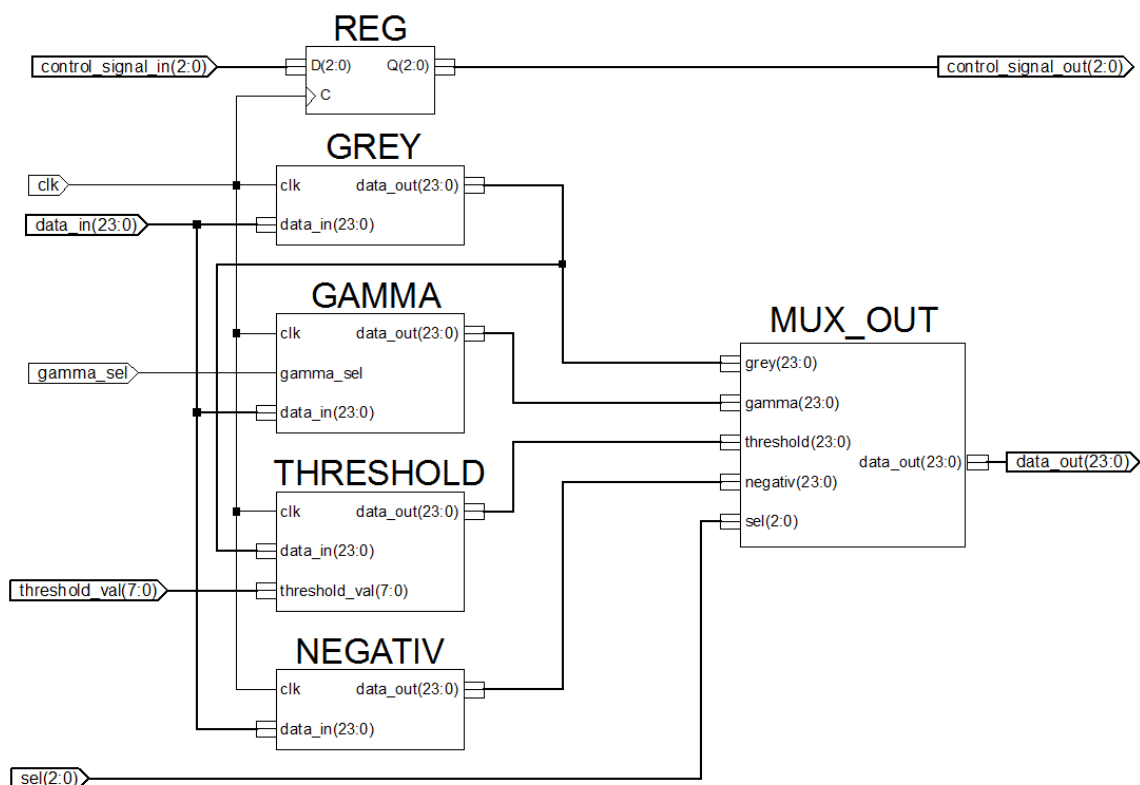 REG
control_signal_in(2:0)
D(2:0)
Q(2:0)
control_signal_out(2:0)
C
GREY
clk
clk
data_out(23:0)
data_in(23:0)
data_in(23:0)
GAMMA
clk
data_out(23:0)
gamma_sel
gamma_sel
data_in(23:0)
MUX_OUT
grey(23:0)
gamma(23:0)
threshold(23:0)
data_out(23:0)
data_out(23:0)
negativ(23:0)
sel(2:0)
THRESHOLD
clk
data_out(23:0)
data_in(23:0)
threshold_val(7:0)
threshold_val(7:0)
NEGATIV
clk
data_out(23:0)
data_in(23:0)
sel(2:0)